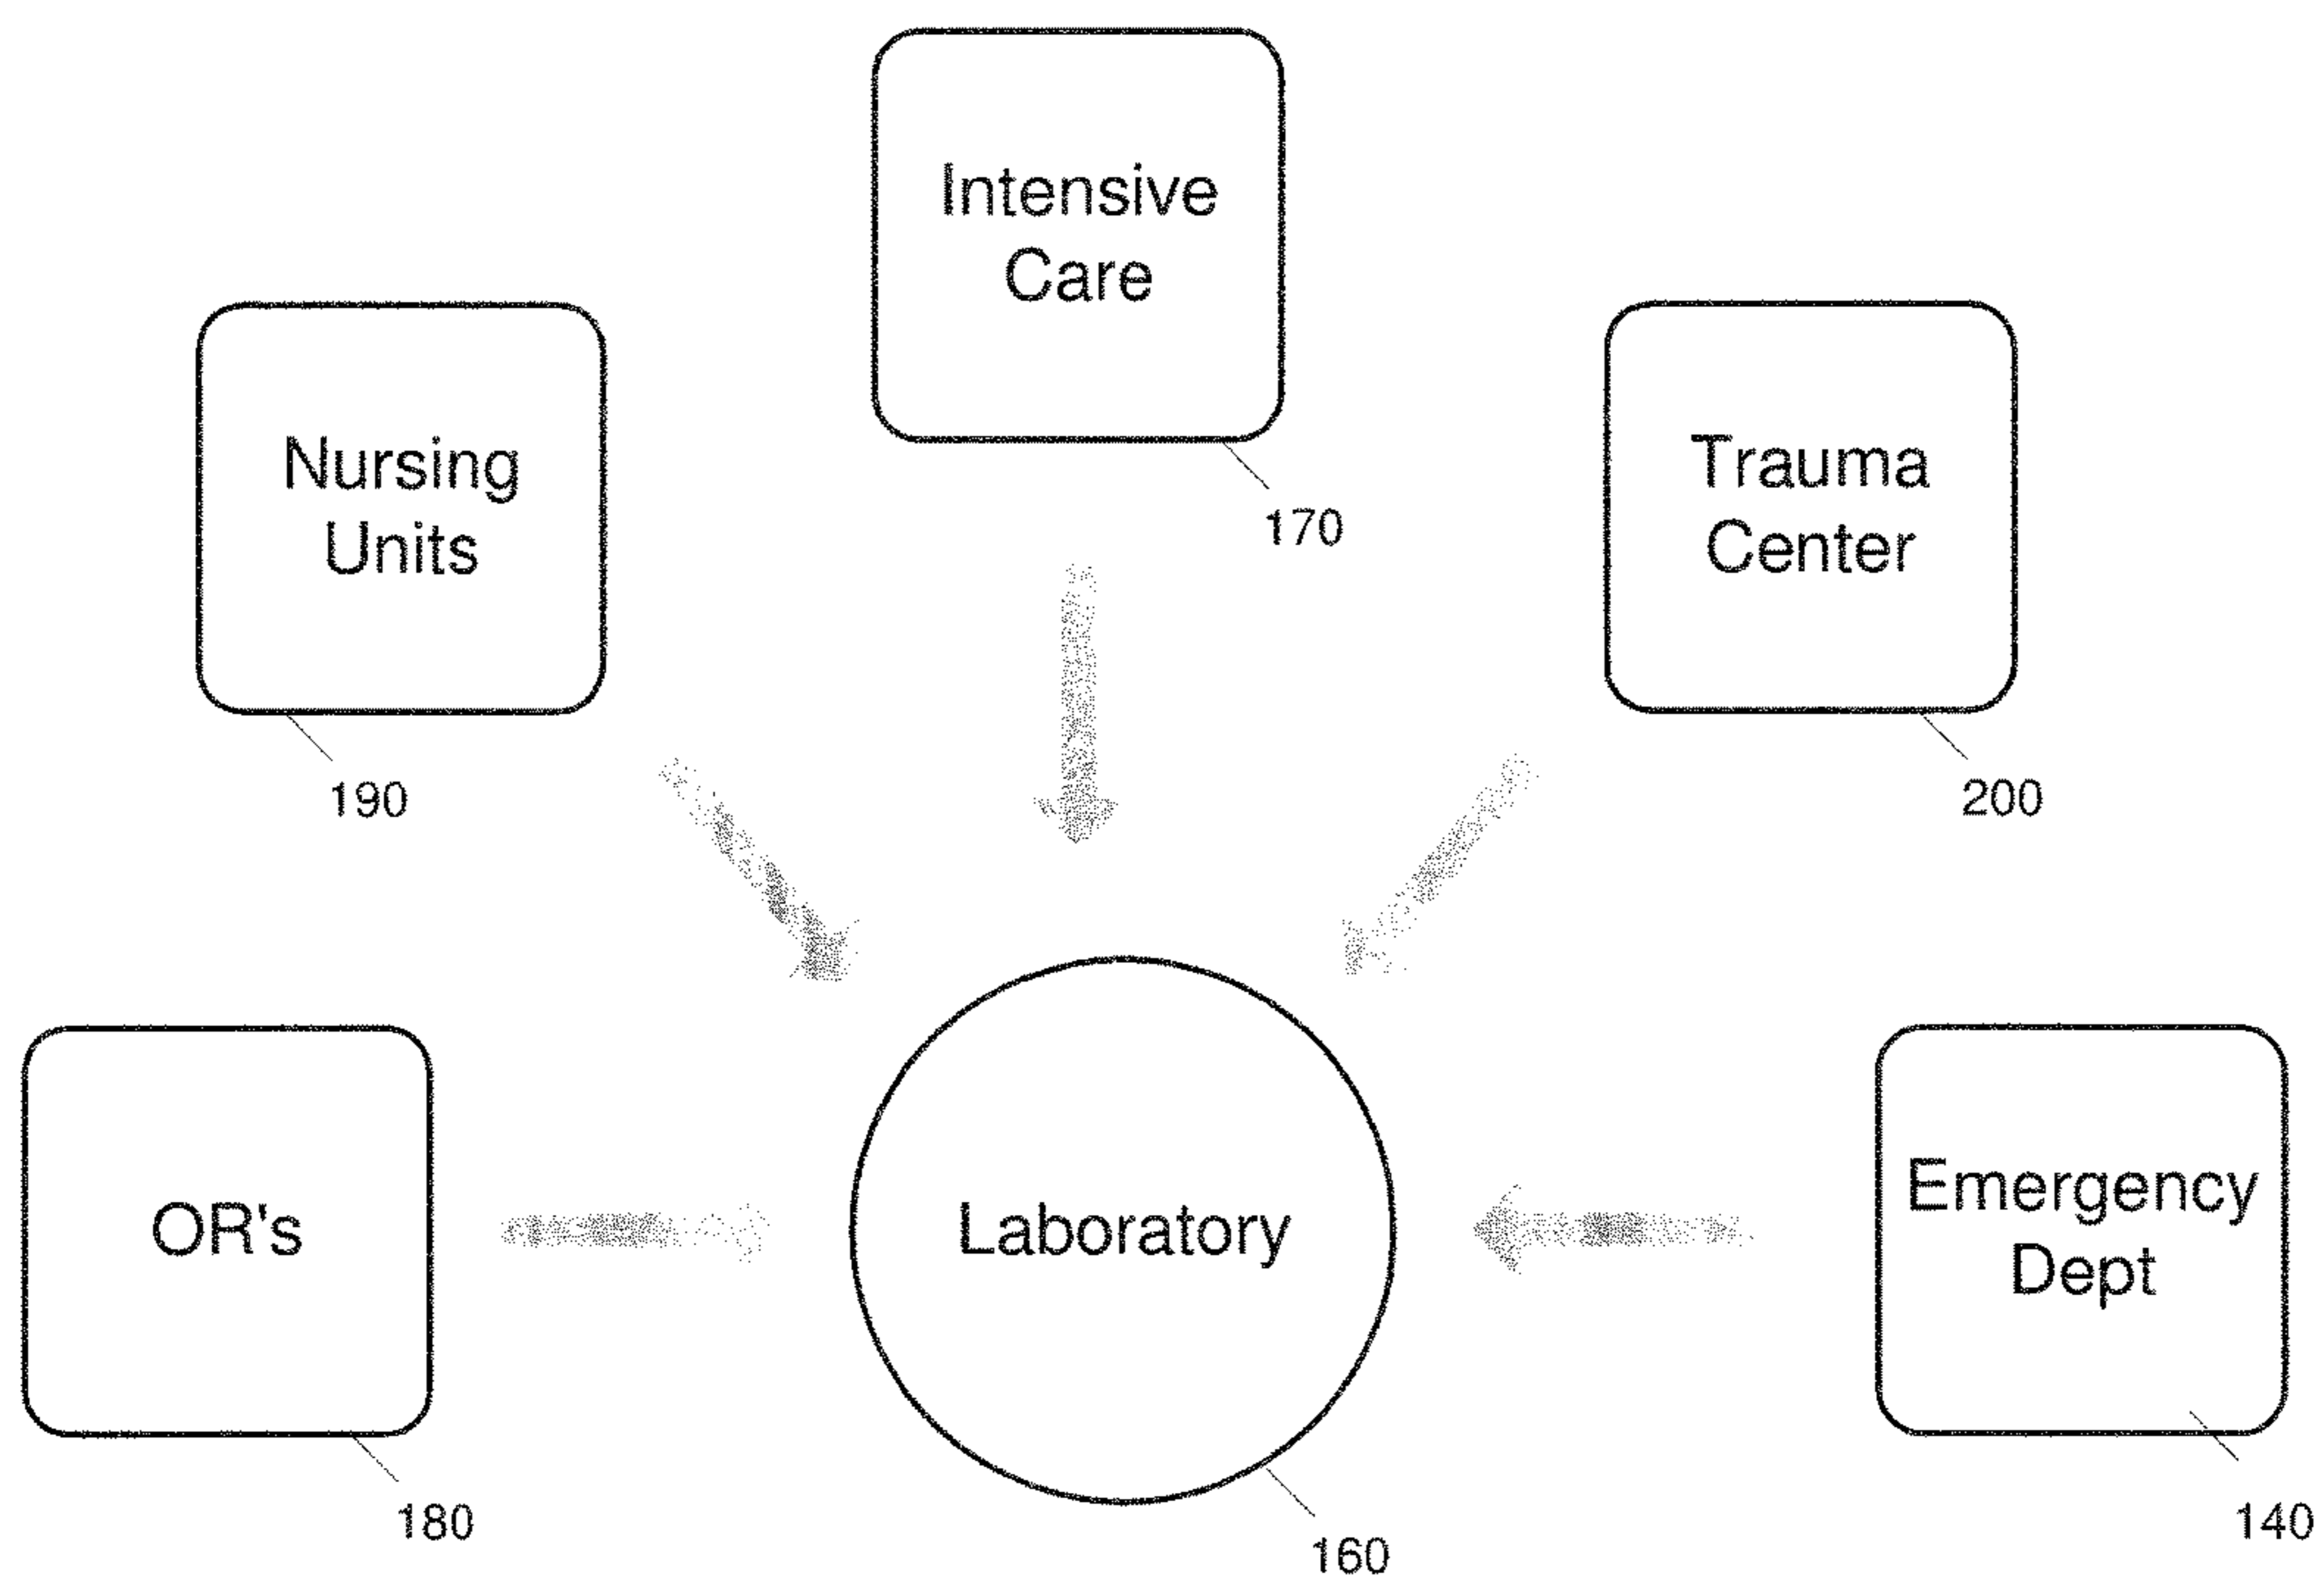 Intensive
Care
170
Nursing
Units
190
Trauma
Center
200
OR's
180
Laboratory
160
Emergency
Dept
140